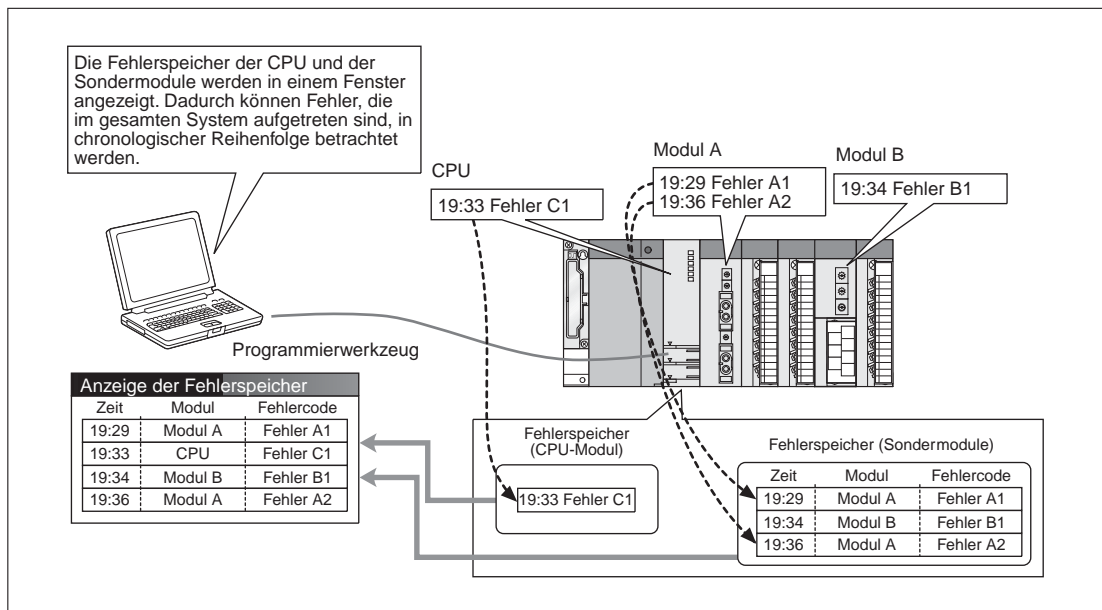 Die Fehlerspeicher der CPU und der
Sondermodule werden in einem Fenster
angezeigt. Dadurch können Fehler, die
im gesamten System aufgetreten sind, in
chronologischer Reihenfolge betrachtet
werden.
CPU
19:33 Fehler C1
Modul A
19:29 Fehler A1
19:36 Fehler A2
Modul B
19:34 Fehler B1
Programmierwerkzeug
Anzeige der Fehlerspeicher
Zeit Modul Fehlercode
19:29 Modul A Fehler A1
19:33 CPU Fehler C1
19:34 Modul B Fehler B1
19:36 Modul A Fehler A2
Fehlerspeicher
(CPU-Modul)
19:33 Fehler C1
Fehlerspeicher (Sondermodule)
Zeit Modul Fehlercode
19:29 Modul A Fehler A1
19:34 Modul B Fehler B1
19:36 Modul A Fehler A2